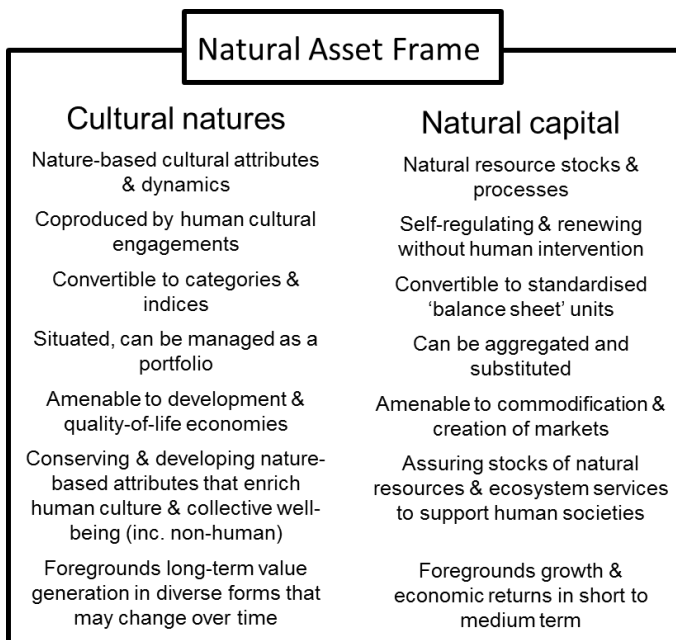 Natural Asset Frame
Cultural natures
Nature-based cultural attributes
& dynamics
Coproduced by human cultural
engagements
Convertible to categories &
indices
Situated, can be managed as a
portfolio
Amenable to development &
quality-of-life economies
Conserving & developing nature-
based attributes that enrich
human culture & collective well-
being (inc. non-human)
Foregrounds long-term value
generation in diverse forms that
may change over time
Natural capital
Natural resource stocks &
processes
Self-regulating & renewing
without human intervention
Convertible to standardised
‘balance sheet’ units
Can be aggregated and
substituted
Amenable to commodification &
creation of markets
Assuring stocks of natural
resources & ecosystem services
to support human societies
Foregrounds growth &
economic returns in short to
medium term